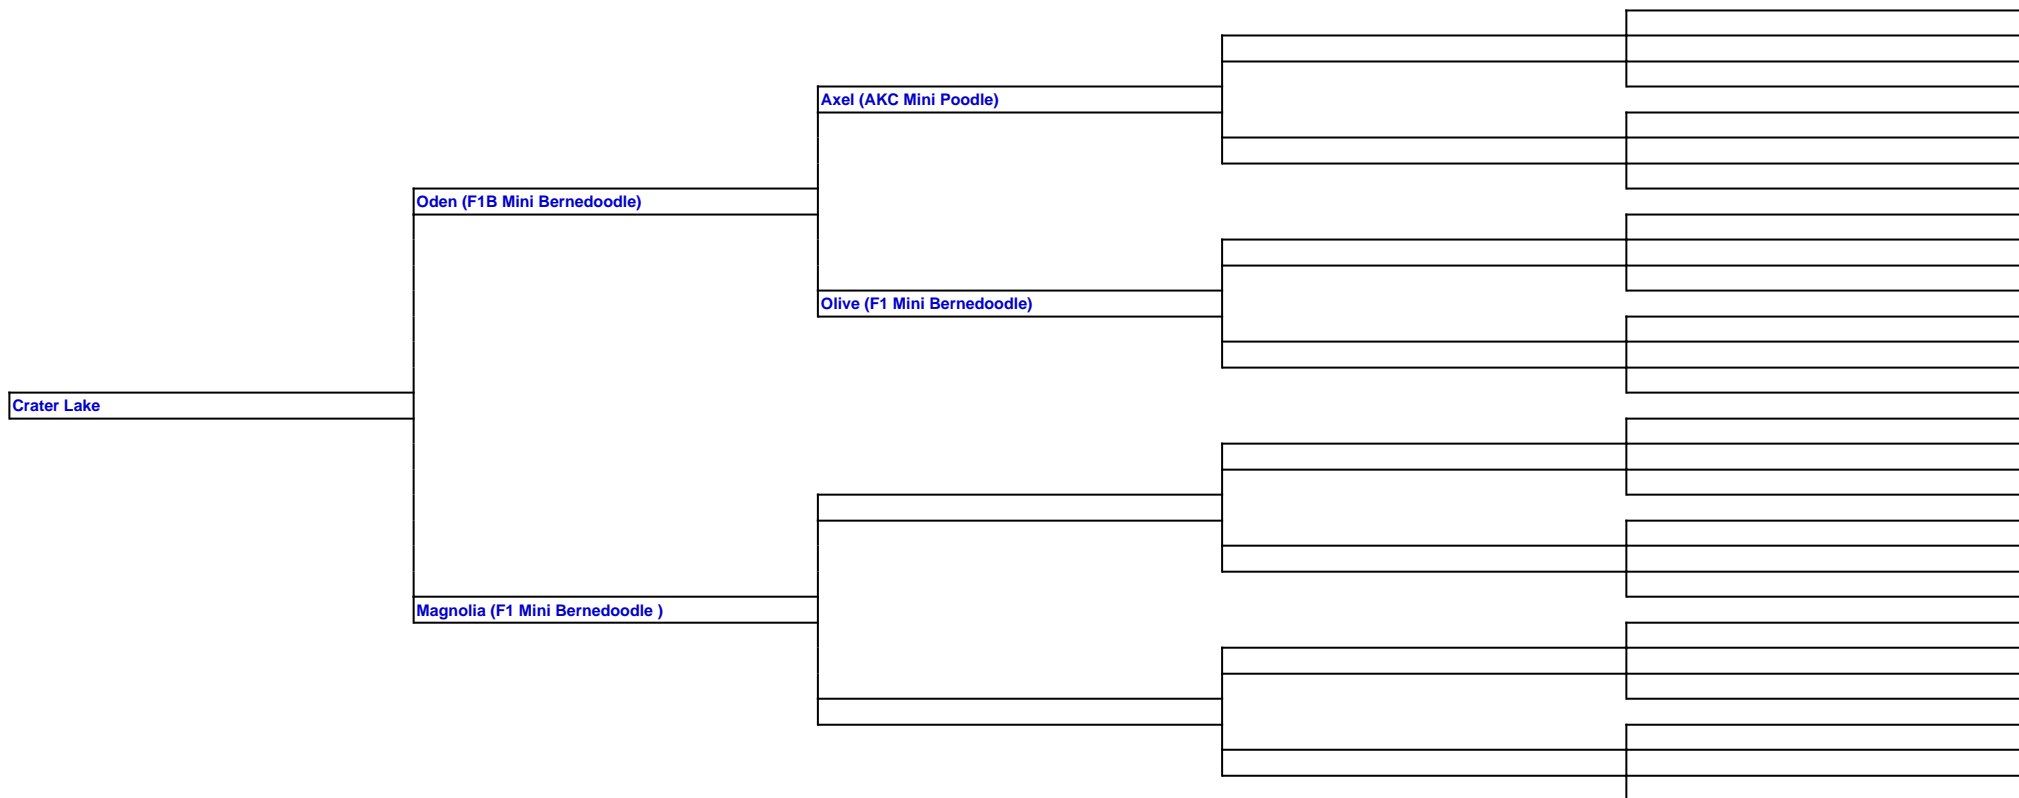 Axel (AKC Mini Poodle)
Oden (F1B Mini Bernedoodle)
Olive (F1 Mini Bernedoodle)
Crater Lake
Magnolia (F1 Mini Bernedoodle )